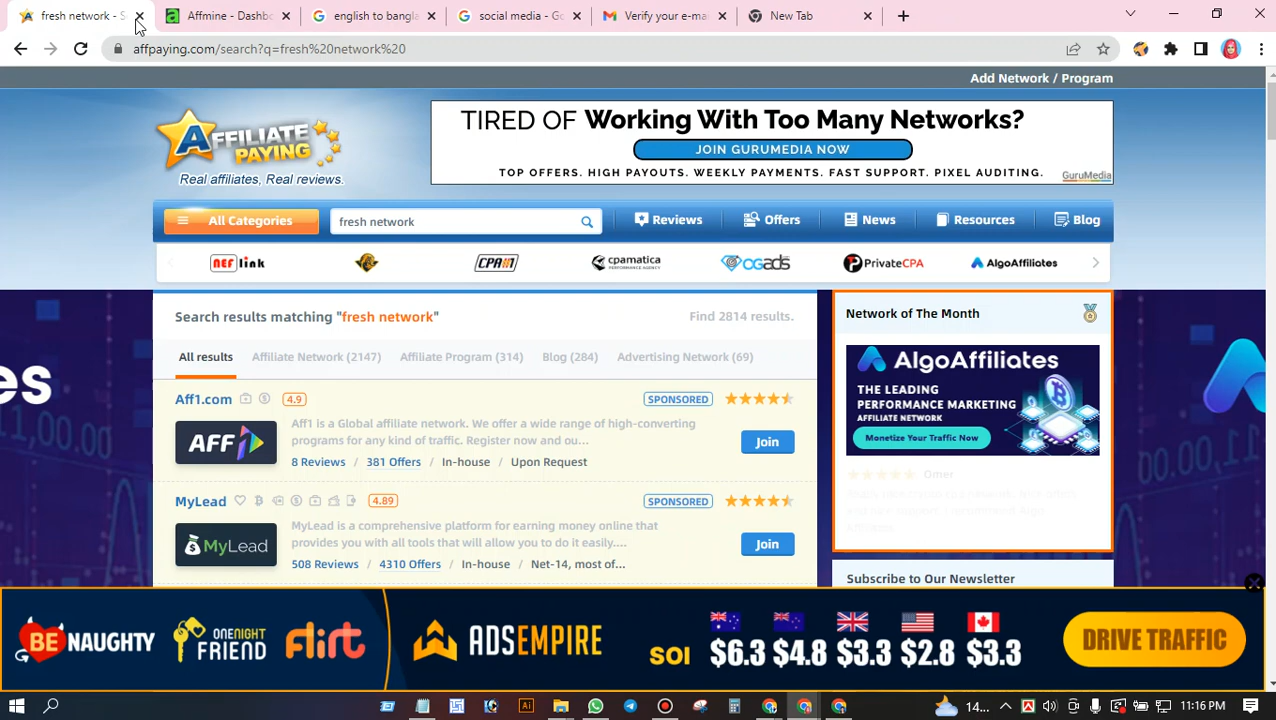 fresh network - S
Affmine - Dashb
english to bangla
social media - Go
Verify your e-ma
New Tab
affpaying.com/search?q=fresh%20network%20
Add Network / Program
AFFILIATE
PAYING
Real affiliates, Real reviews.
TIRED OF Working With Too Many Networks?
JOIN GURUMEDIA NOW
TOP OFFERS. HIGH PAYOUTS. WEEKLY PAYMENTS. FAST SUPPORT. PIXEL AUDITING.
GuruMedia
All Categories
fresh network
Reviews
Offers
News
Resources
Blog
nerlink
CPA#1
cpamatica
PERFORMANCE AGENCY
CGADS
PrivateCPA
AlgoAffiliates
Search results matching "fresh network"
Find 2814 results.
All results
Affiliate Network (2147)
Affiliate Program (314)
Blog (284)
Advertising Network (69)
Aff1.com
4.9
SPONSORED
AFF1
Aff1 is a Global affiliate network. We offer a wide range of high-converting
programs for any kind of traffic. Register now and ou...
Join
8 Reviews / 381 Offers / In-house / Upon Request
MyLead
4.89
SPONSORED
MyLead
MyLead is a comprehensive platform for earning money online that
provides you with all tools that will allow you to do it easily....
Join
508 Reviews / 4310 Offers / In-house / Net-14, most of...
Network of The Month
AlgoAffiliates
THE LEADING
PERFORMANCE MARKETING
AFFILIATE NETWORK
Monetize Your Traffic Now
Omer
Subscribe to Our Newsletter
BE NAUGHTY
ONENIGHT
FRIEND
flirt
ADSEMPIRE
SOI
$6.3 $4.8 $3.3 $2.8 $3.3
DRIVE TRAFFIC
14...
11:16 PM